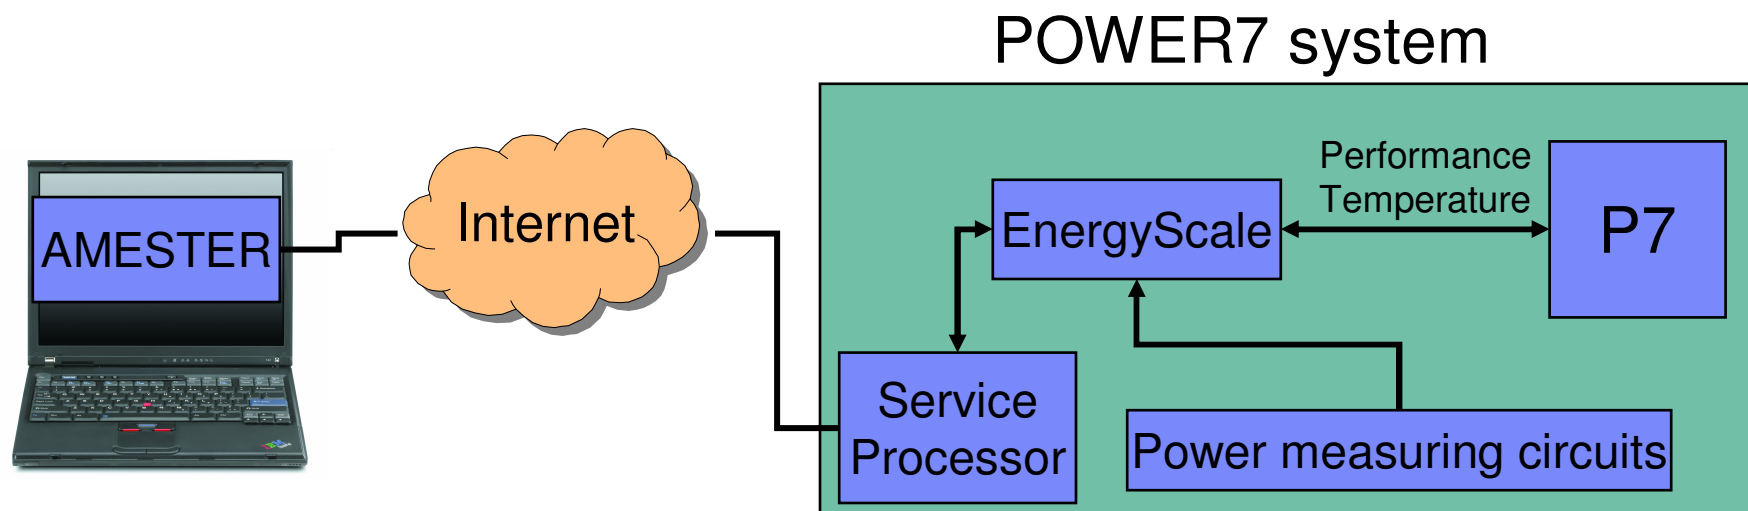 POWER7 system
AMESTER
Internet
Performance
Temperature
EnergyScale
P7
Service
Processor
Power measuring circuits